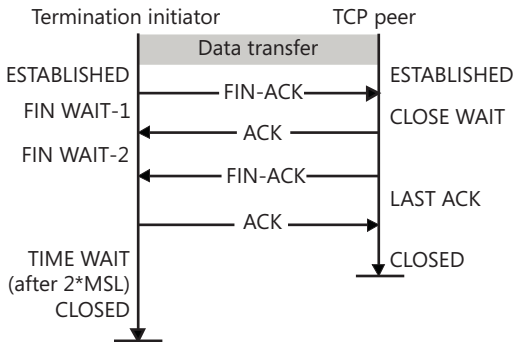 Termination initiator
TCP peer
Data transfer
ESTABLISHED
ESTABLISHED
FIN-ACK
FIN WAIT-1
CLOSE WAIT
ACK
FIN WAIT-2
FIN-ACK
LAST ACK
ACK
TIME WAIT
CLOSED
(after 2*MSL)
CLOSED